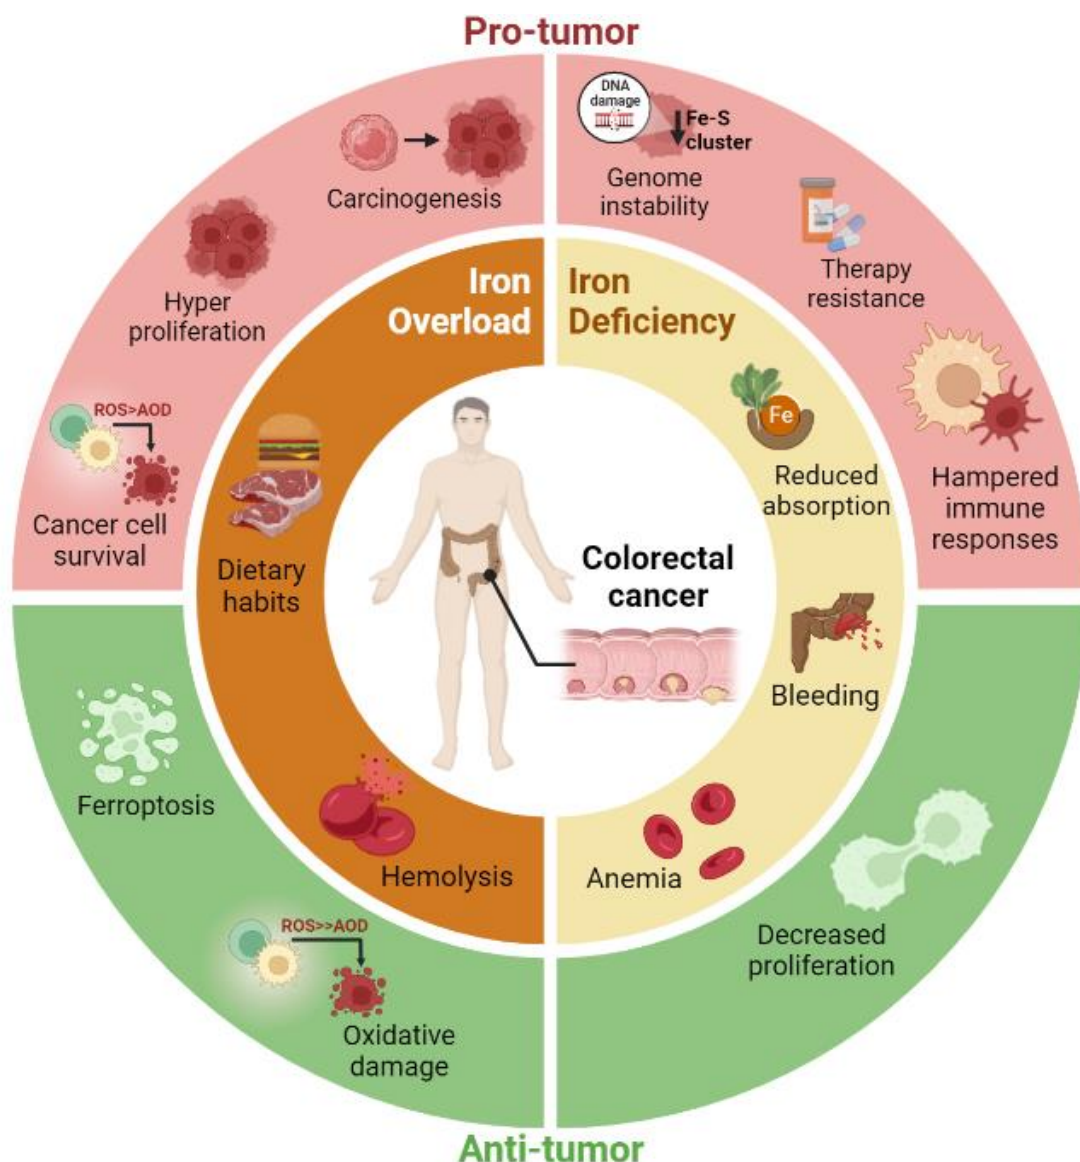 Pro-tumor
DNA
damage
Fe-S
cluster
Genome
instability
Carcinogenesis
Therapy
resistance
Hyper
proliferation
Iron
Overload
Iron
Deficiency
ROS>AOD
Cancer cell
survival
Hampered
immune
responses
Fe
Reduced
absorption
Dietary
habits
Colorectal
cancer
Bleeding
Ferroptosis
Hemolysis
Anemia
ROS>>AOD
Oxidative
damage
Decreased
proliferation
Anti-tumor